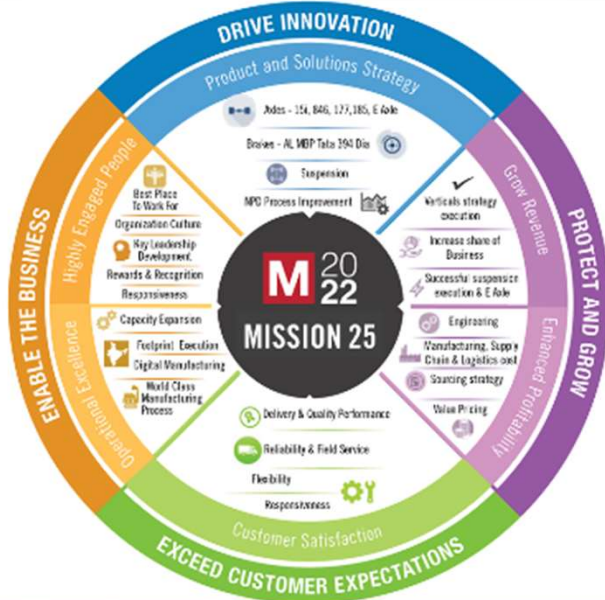 DRIVE INNOVATION
Product and Solutions Strategy
Axles - 15i, 846, 177,185, E Axle
Brakes - AL MBP Tata 394 Dia
Suspension
NPD Process Improvement
PROTECT AND GROW
Grow Revenue
Verticals strategy
execution
Increase share of
Business
Successful suspension
execution & E Axle
Enhanced Profitability
Engineering
Manufacturing, Supply
Chain & Logistics cost
Sourcing strategy
Value Pricing
EXCEED CUSTOMER EXPECTATIONS
Customer Satisfaction
Delivery & Quality Performance
Reliability & Field Service
Flexibility
Responsiveness
ENABLE THE BUSINESS
Highly Engaged People
Best Place
To Work For
Organization Culture
Key Leadership
Development
Rewards & Recognition
Responsiveness
Operational Excellence
Capacity Expansion
Footprint Execution
Digital Manufacturing
World Class
Manufacturing
Process
M 20
22
MISSION 25